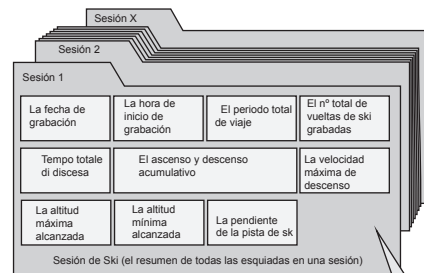 Sesión X
Sesión 2
Sesión 1
La fecha de
grabación
La hora de
inicio de
grabación
El periodo total
de viaje
El nº total de
vueltas de ski
grabadas
Tempo totale
di discesa
El ascenso y descenso
acumulativo
La velocidad
máxima de
descenso
La altitud
máxima
alcanzada
La altitud
mínima
alcanzada
La pendiente
de la pista de sk
Sesión de Ski (el resumen de todas las esquiadas en una sesión)